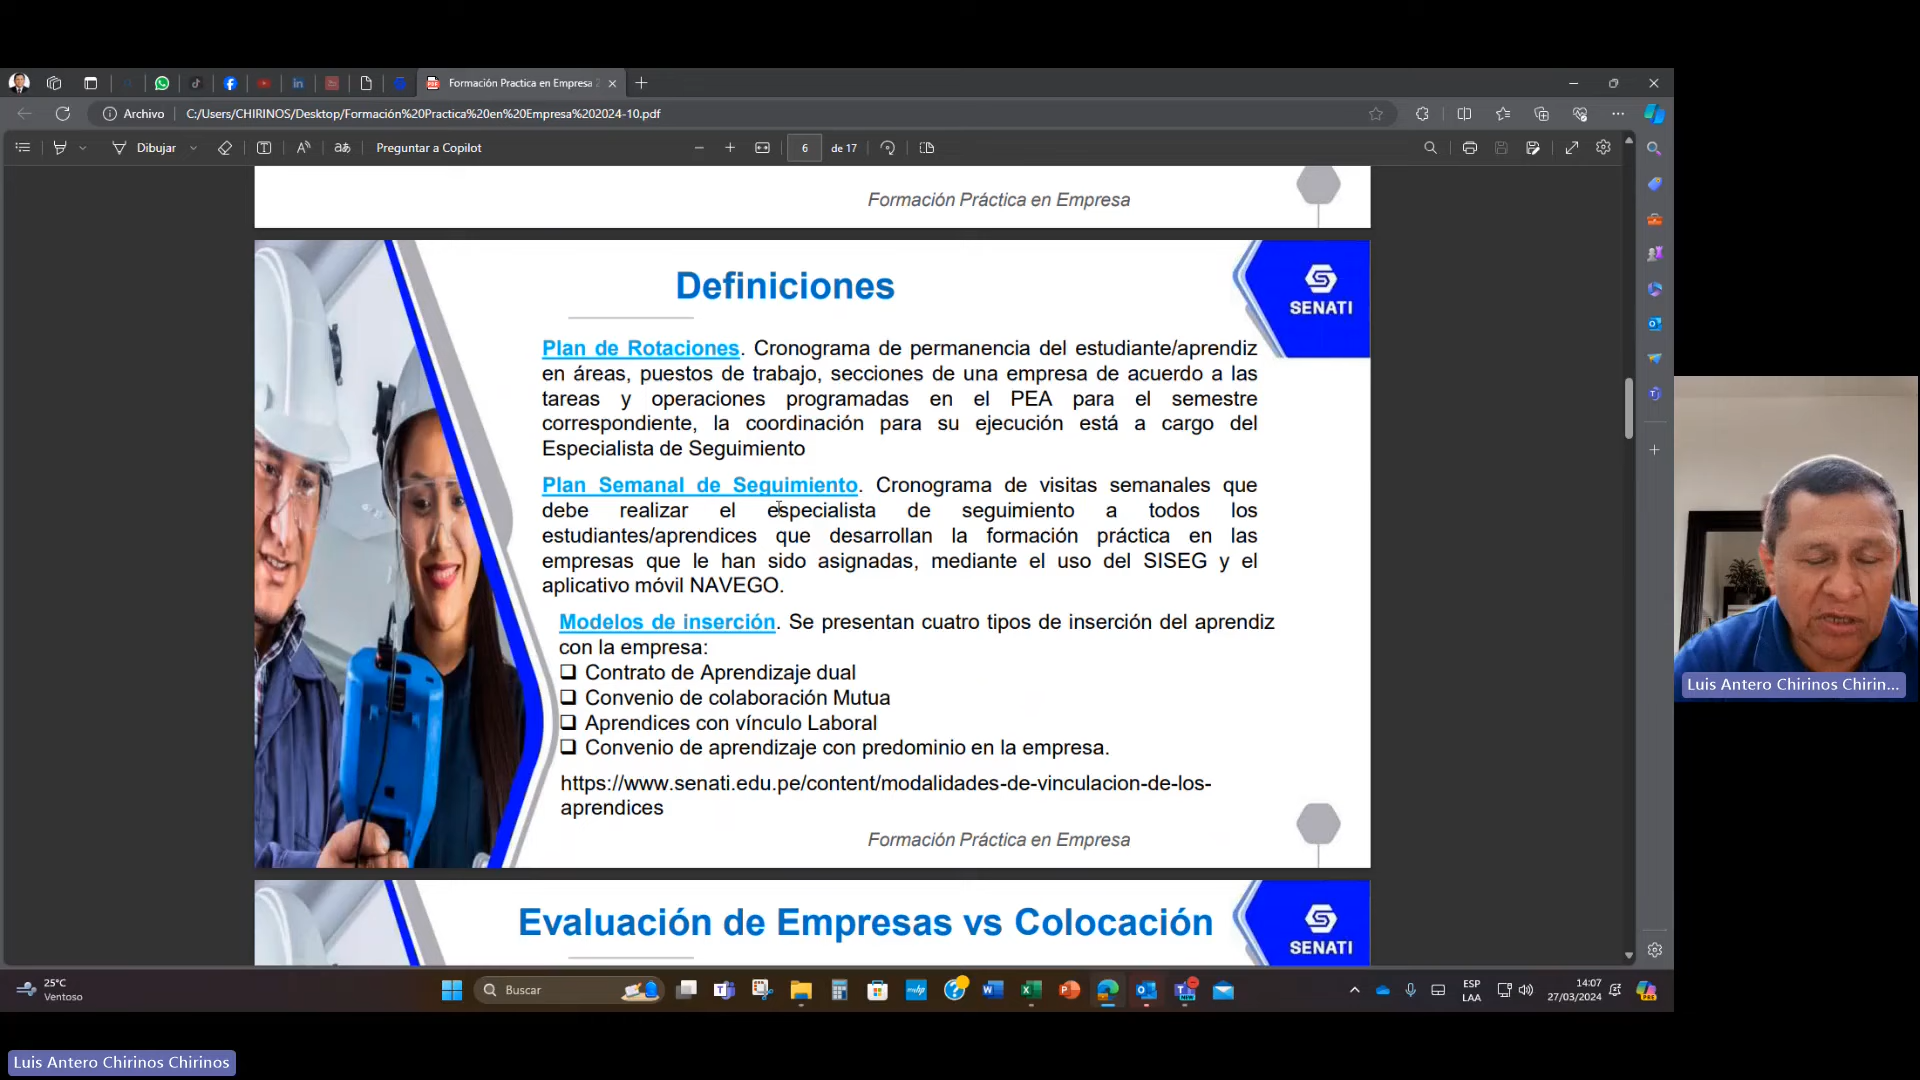 Formación Practica en Empresa 2
Archivo
C:/Users/CHIRINOS/Desktop/Formación%20Practica%20en%20Empresa%202024-10.pdf
Dibujar
aあ
Preguntar a Copilot
6
de 17
Formación Práctica en Empresa
Definiciones
SENATI
Plan de Rotaciones. Cronograma de permanencia del estudiante/aprendiz
en áreas, puestos de trabajo, secciones de una empresa de acuerdo a las
tareas y operaciones programadas en el PEA para el semestre
correspondiente, la coordinación para su ejecución está a cargo del
Especialista de Seguimiento
Plan Semanal de Seguimiento. Cronograma de visitas semanales que
debe realizar el especialista de seguimiento a todos los
estudiantes/aprendices que desarrollan la formación práctica en las
empresas que le han sido asignadas, mediante el uso del SISEG y el
aplicativo móvil NAVEGO.
Modelos de inserción. Se presentan cuatro tipos de inserción del aprendiz
con la empresa:
❑ Contrato de Aprendizaje dual
❑ Convenio de colaboración Mutua
❑ Aprendices con vínculo Laboral
❑ Convenio de aprendizaje con predominio en la empresa.
https://www.senati.edu.pe/content/modalidades-de-vinculacion-de-los-
aprendices
Formación Práctica en Empresa
Evaluación de Empresas vs Colocación
SENATI
Luis Antero Chirinos Chirin...
25°C
Ventoso
Buscar
ESP
LAA
14:07
27/03/2024
Luis Antero Chirinos Chirinos